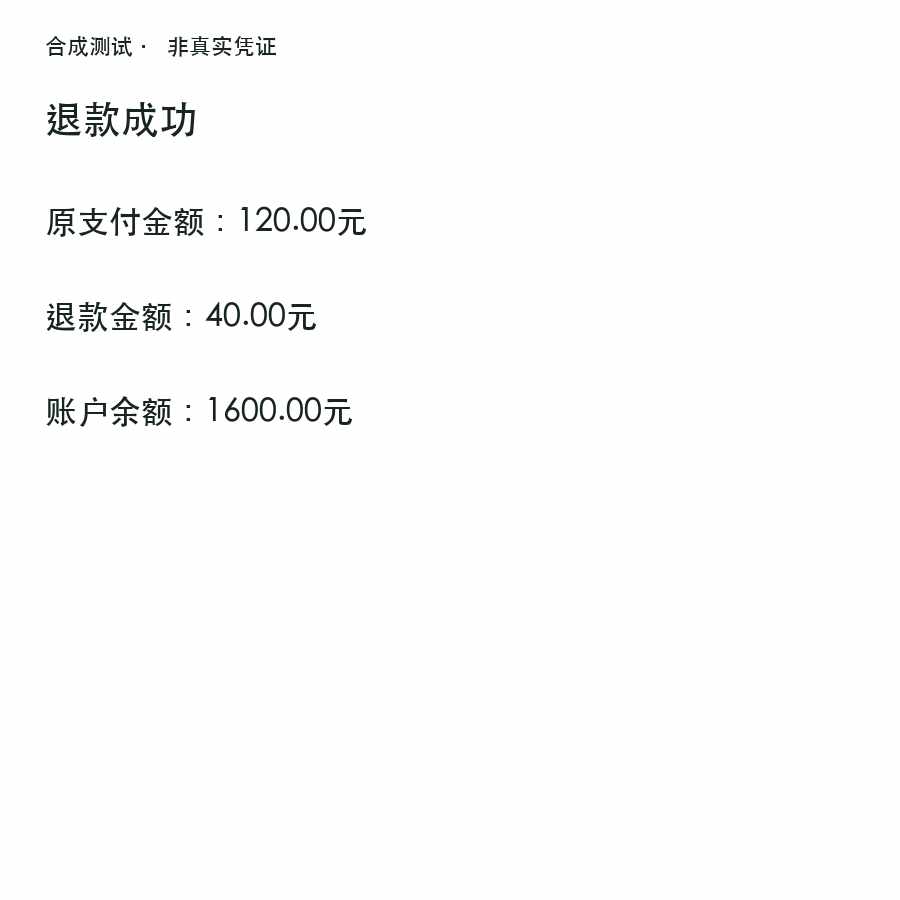 合成测试 · 非真实凭证
退款成功
原支付金额：120.00元
退款金额：40.00元
账户余额：1600.00元